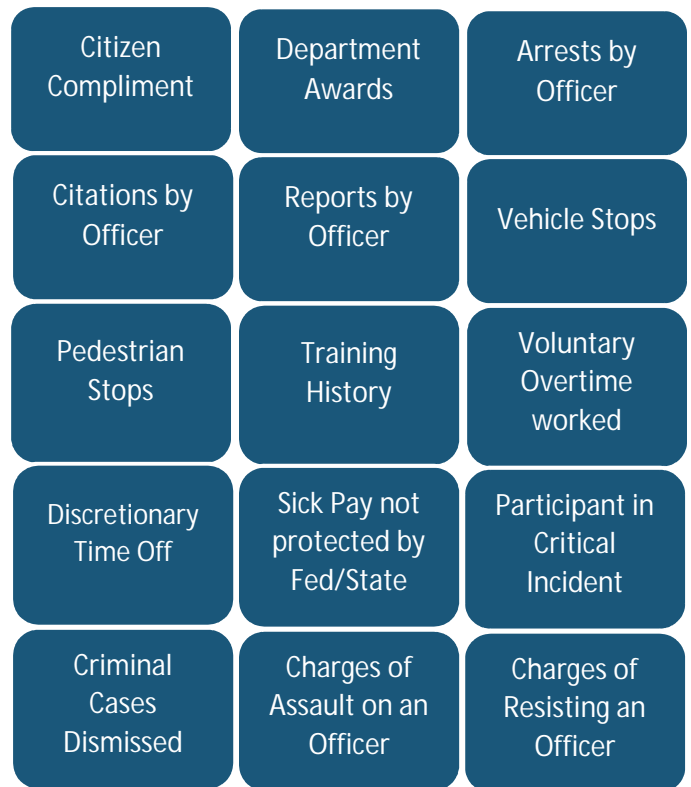 Citizen
Compliment
Department
Awards
Arrests by
Officer
Citations by
Officer
Reports by
Officer
Vehicle Stops
Pedestrian
Stops
Training
History
Voluntary
Overtime
worked
Discretionary
Time Off
Sick Pay not
protected by
Fed/State
Participant in
Critical
Incident
Criminal
Cases
Dismissed
Charges of
Assault on an
Officer
Charges of
Resisting an
Officer